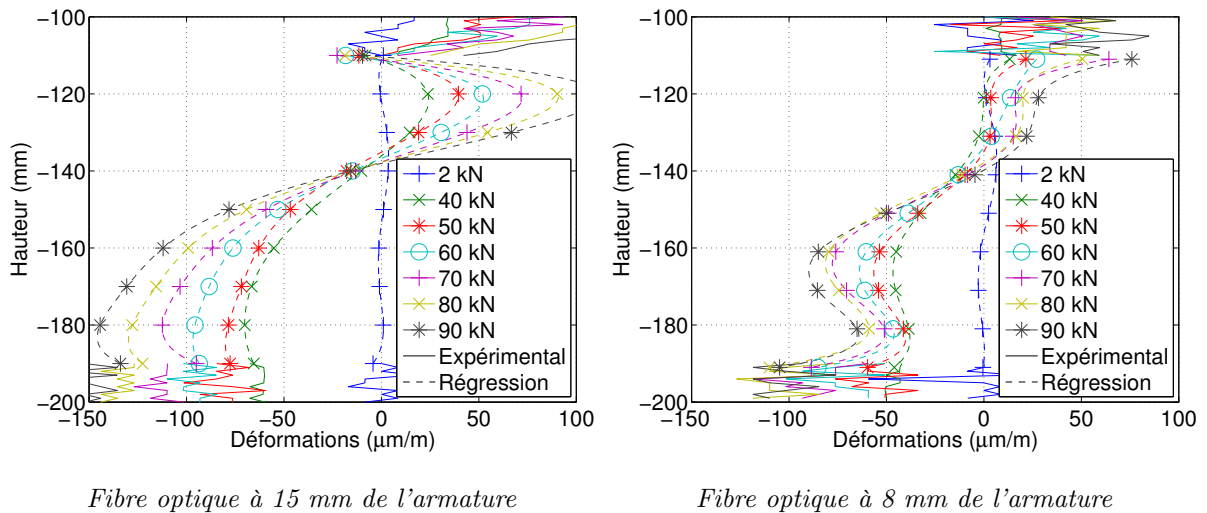 −100
−120
−140
−160
−180
−200
Hauteur (mm)
2 kN
40 kN
50 kN
60 kN
70 kN
80 kN
90 kN
Expérimental
Régression
−150 −100 −50 0 50 100
Déformations (µm/m)
Fibre optique à 15 mm de l'armature
−100
−120
−140
−160
−180
−200
Hauteur (mm)
2 kN
40 kN
50 kN
60 kN
70 kN
80 kN
90 kN
Expérimental
Régression
−150 −100 −50 0 50 100
Déformations (µm/m)
Fibre optique à 8 mm de l'armature